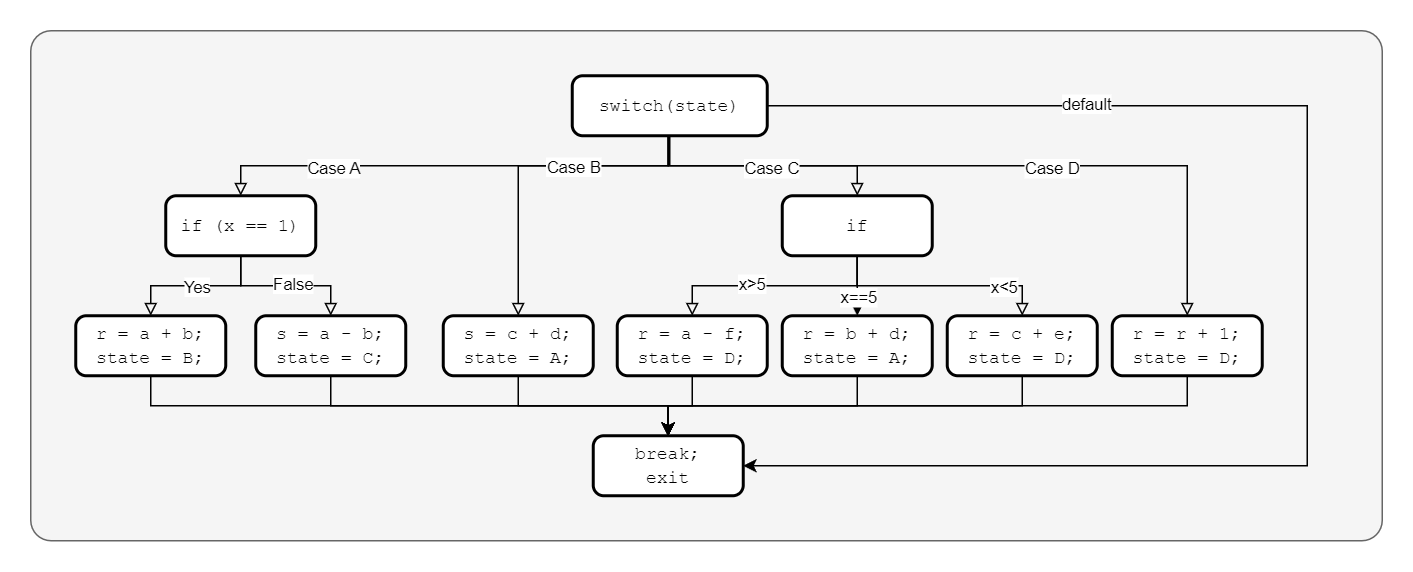 switch(state)
default
Case A
Case B
Case C
Case D
if (x == 1)
if
Yes
False
x>5
x==5
x<5
r = a + b;
state = B;
s = a - b;
state = C;
s = c + d;
state = A;
r = a - f;
state = D;
r = b + d;
state = A;
r = c + e;
state = D;
r = r + 1;
state = D;
break;
exit